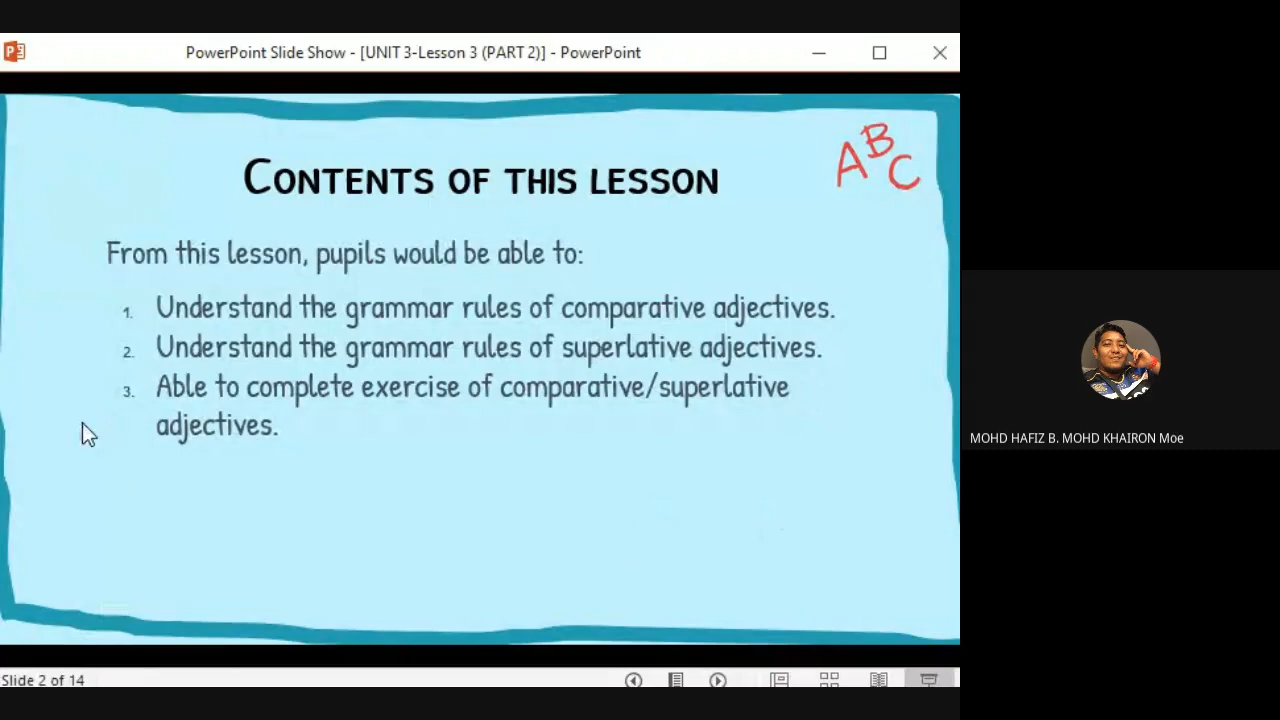 PowerPoint Slide Show - [UNIT 3-Lesson 3 (PART 2)] - PowerPoint
ABC
CONTENTS OF THIS LESSON
From this lesson, pupils would be able to:
1. Understand the grammar rules of comparative adjectives.
2. Understand the grammar rules of superlative adjectives.
3. Able to complete exercise of comparative/superlative
adjectives.
MOHD HAFIZ B. MOHD KHAIRON Moe
Slide 2 of 14